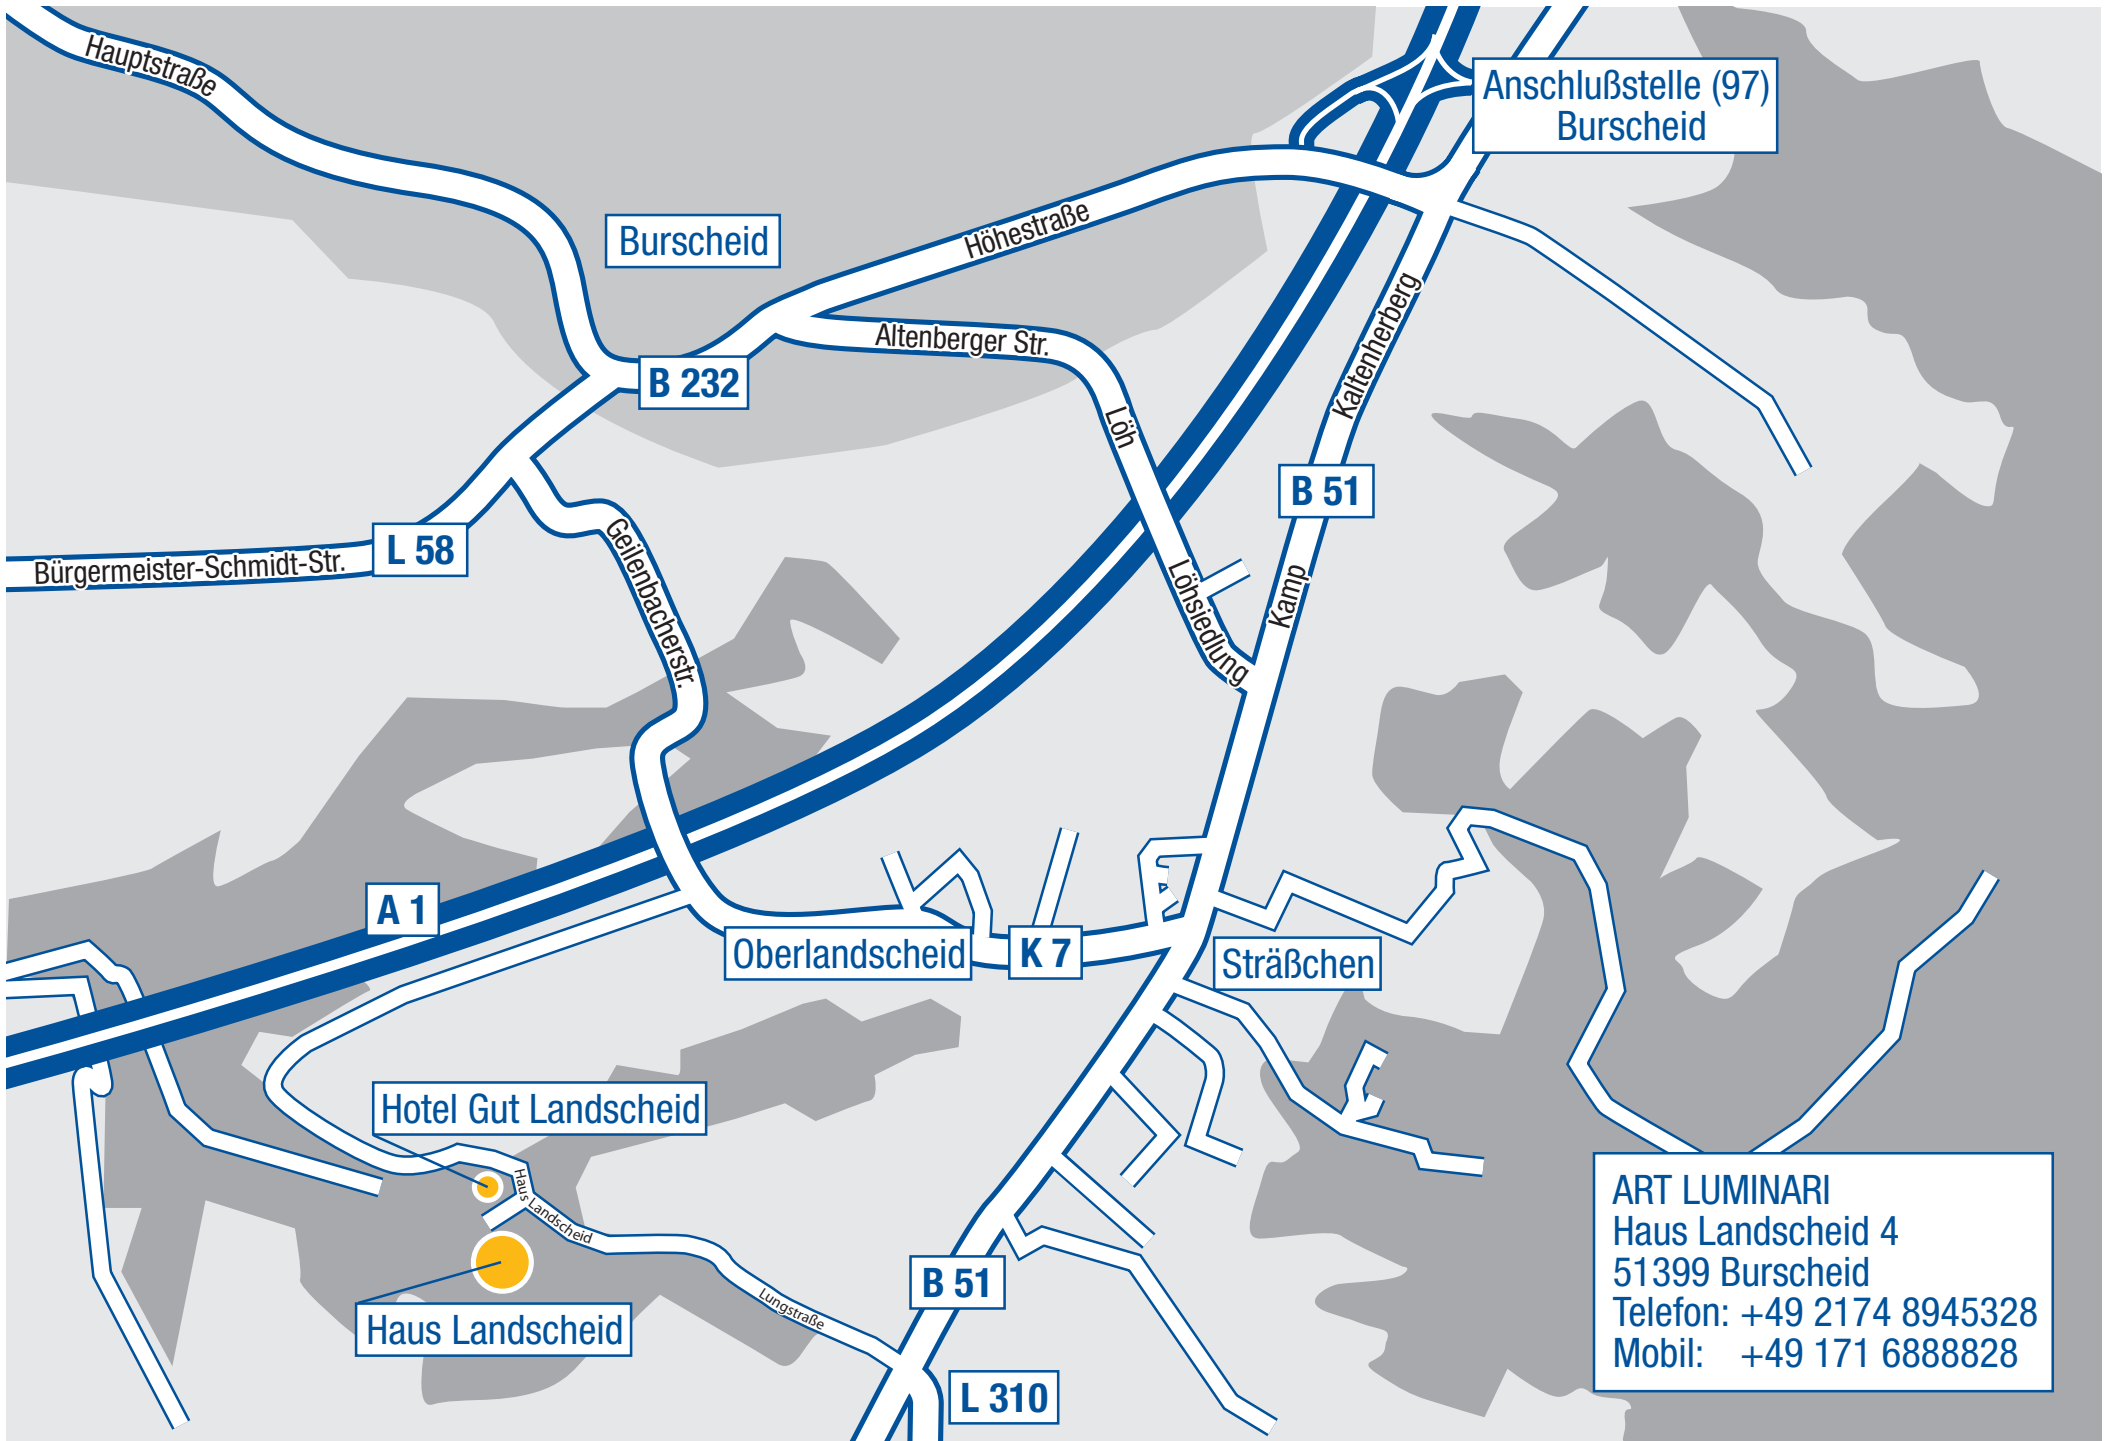 Hauptstraße
Anschlußstelle (97)
Burscheid
Burscheid
Höhestraße
Altenberger Str.
Kaltenherberg
B 232
Löh
B 51
L 58
Bürgermeister-Schmidt-Str.
Geilenbacherstr.
Löhsiedlung
Kamp
A 1
Oberlandscheid
K 7
Sträßchen
Hotel Gut Landscheid
Haus Landscheid
Haus Landscheid
Lungstraße
B 51
L 310
ART LUMINARI
Haus Landscheid 4
51399 Burscheid
Telefon: +49 2174 8945328
Mobil: +49 171 6888828